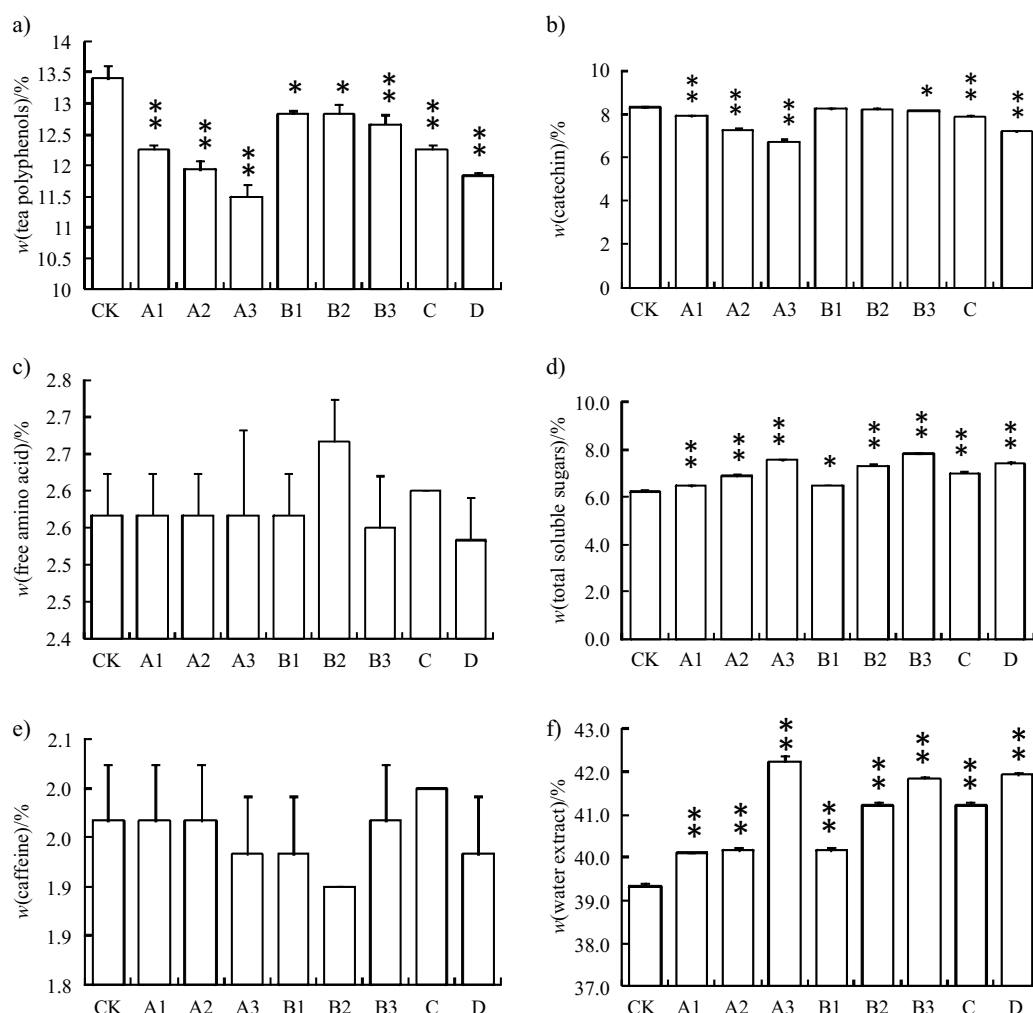 a)
w(tea polyphenols)/%
14
13.5
13
12.5
12
11.5
11
10.5
10
** ** ** * * ** ** **
CK A1 A2 A3 B1 B2 B3 C D
b)
w(catechin)/%
10
8
6
4
2
0
** ** ** * ** **
CK A1 A2 A3 B1 B2 B3 C
c)
w(free amino acid)/%
2.8
2.7
2.7
2.6
2.6
2.5
2.5
2.4
CK A1 A2 A3 B1 B2 B3 C D
d)
w(total soluble sugars)/%
10.0
8.0
6.0
4.0
2.0
0.0
** ** ** * ** ** ** **
CK A1 A2 A3 B1 B2 B3 C D
e)
w(caffeine)/%
2.1
2.0
2.0
1.9
1.9
1.8
CK A1 A2 A3 B1 B2 B3 C D
f)
w(water extract)/%
43.0
42.0
41.0
40.0
39.0
38.0
37.0
** ** ** ** ** ** ** **
CK A1 A2 A3 B1 B2 B3 C D